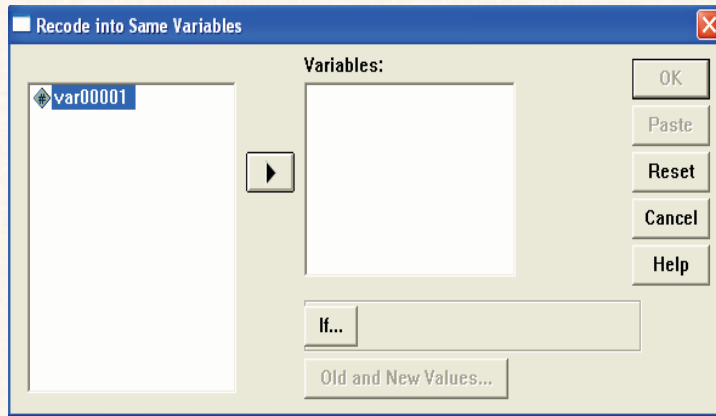 Recode into Same Variables
var00001
Variables:
OK
Paste
Reset
Cancel
Help
If...
Old and New Values...